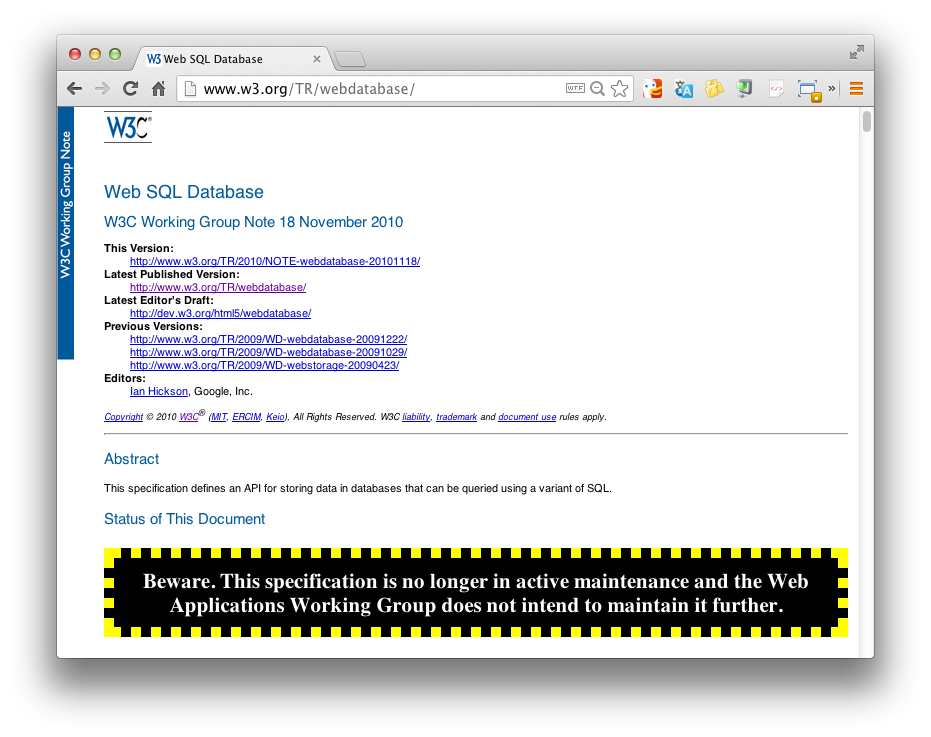 W3 Web SQL Database
www.w3.org/TR/webdatabase/
WTF
W3C Working Group Note
W3C®
Web SQL Database
W3C Working Group Note 18 November 2010
This Version:
http://www.w3.org/TR/2010/NOTE-webdatabase-20101118/
Latest Published Version:
http://www.w3.org/TR/webdatabase/
Latest Editor's Draft:
http://dev.w3.org/html5/webdatabase/
Previous Versions:
http://www.w3.org/TR/2009/WD-webdatabase-20091222/
http://www.w3.org/TR/2009/WD-webdatabase-20091029/
http://www.w3.org/TR/2009/WD-webstorage-20090423/
Editors:
Ian Hickson, Google, Inc.
Copyright © 2010 W3C® (MIT, ERCIM, Keio), All Rights Reserved. W3C liability, trademark and document use rules apply.
Abstract
This specification defines an API for storing data in databases that can be queried using a variant of SQL.
Status of This Document
Beware. This specification is no longer in active maintenance and the Web
Applications Working Group does not intend to maintain it further.